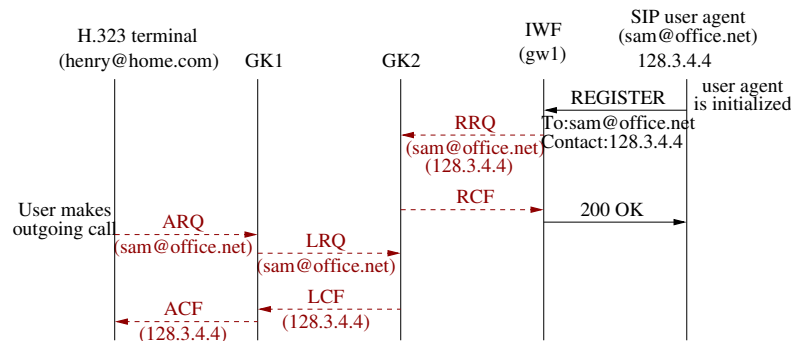 H.323 terminal
(henry@home.com)
GK1
GK2
IWF
(gw1)
SIP user agent
(sam@office.net)
128.3.4.4
user agent
is initialized
REGISTER
To:sam@office.net
Contact:128.3.4.4
RRQ
(sam@office.net)
(128.3.4.4)
RCF
200 OK
User makes
outgoing call
ARQ
(sam@office.net)
LRQ
(sam@office.net)
LCF
(128.3.4.4)
ACF
(128.3.4.4)